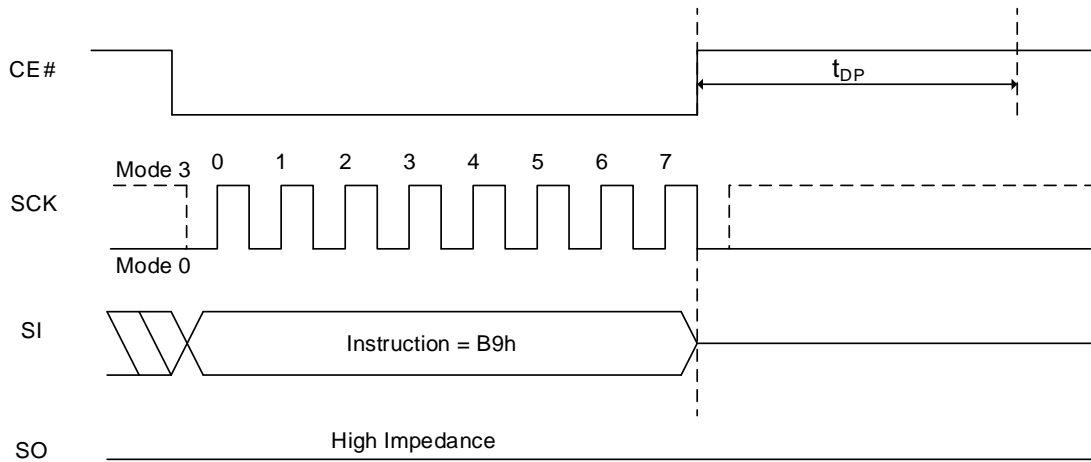 CE#
tDP
Mode 3
0 1 2 3 4 5 6 7
SCK
Mode 0
SI
Instruction = B9h
SO
High Impedance